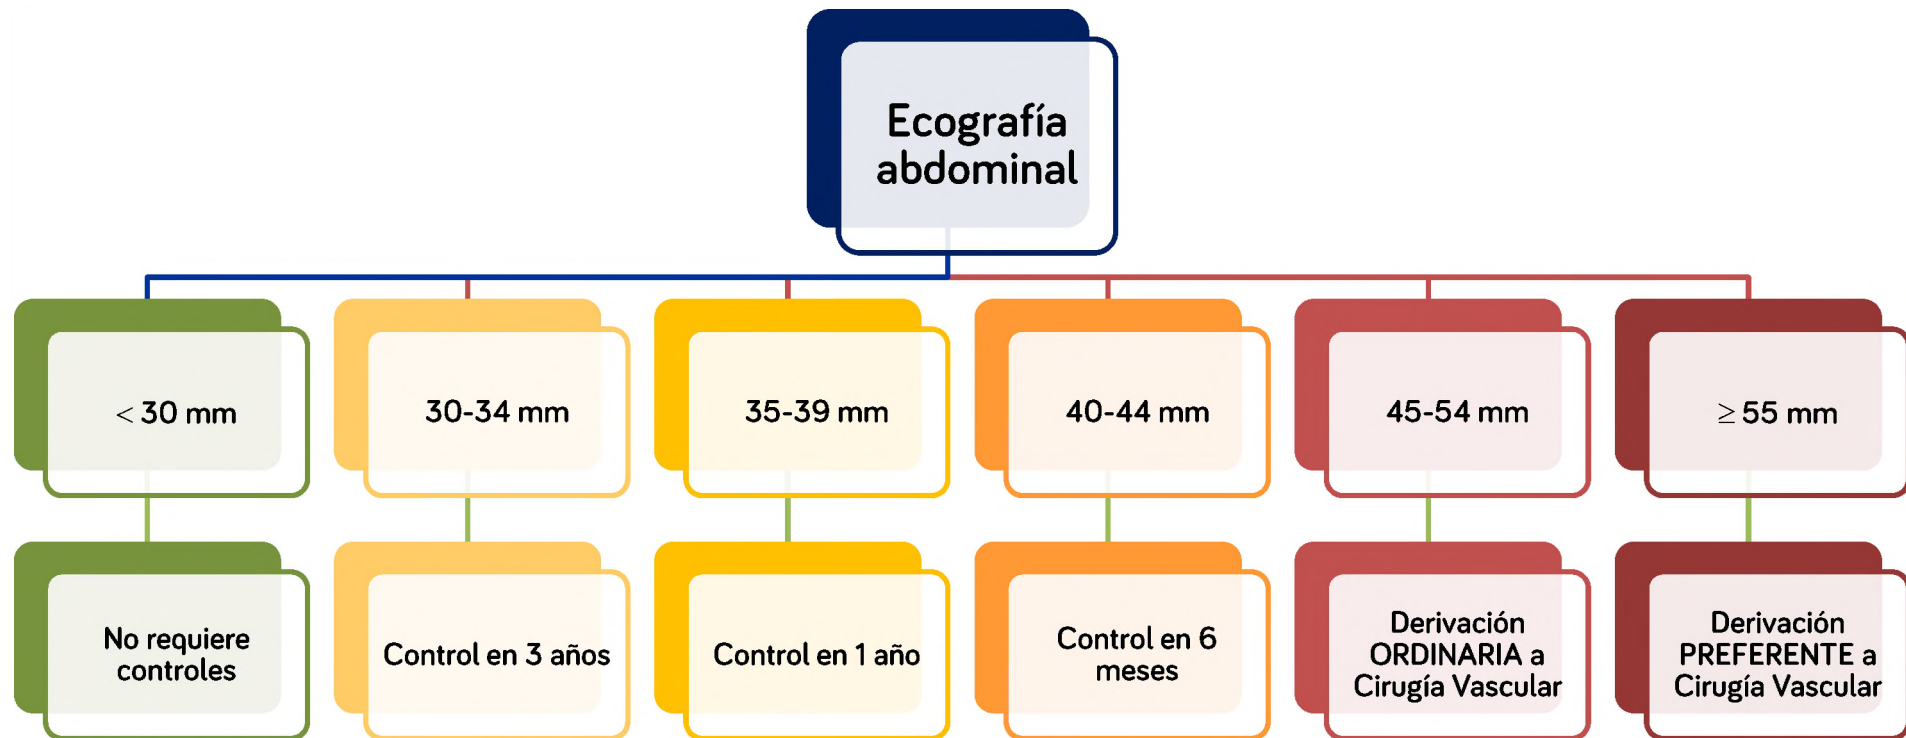 Ecografía
abdominal
< 30 mm
30-34 mm
35-39 mm
40-44 mm
45-54 mm
≥ 55 mm
No requiere
controles
Control en 3 años
Control en 1 año
Control en 6
meses
Derivación
ORDINARIA a
Cirugía Vascular
Derivación
PREFERENTE a
Cirugía Vascular